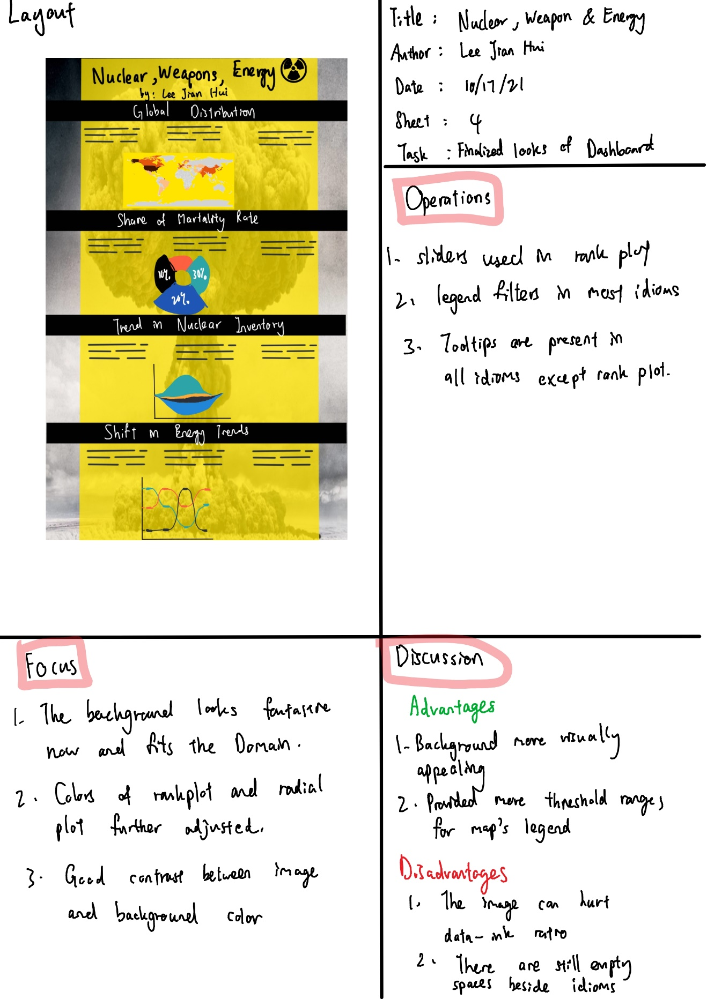 Layout
Nuclear, Weapons, Energy
by: Lee Jian Hui
Global Distribution
Share of Martality Rate
10%
30%
20%
Trend in Nuclear Inventory
Shift in Energy Trends
Title : Nuclear, Weapon & Energy
Author : Lee Jian Hui
Date : 10/17/21
Sheet : 4
Task : Finalized looks of Dashboard
Operations
1- sliders used in rank plot
2. legend filters in most idioms
3. Tooltips are present in
all idioms except rank plot.
Focus
1- The background looks fantastic
now and fits the Domain.
2. Colors of rankplot and radial
plot further adjusted.
3. Good contrast between image
and background color
Discussion
Advantages
1- Background more visually
appealing
2. Provided more threshold ranges
for map's legend
Disadvantages
1. The image can hurt
data-ink ratio
2. There are still empty
spaces beside idioms